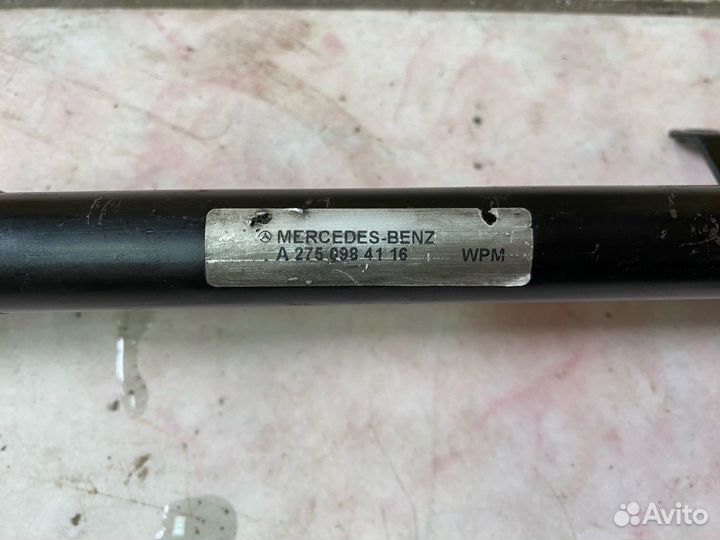 MERCEDES-BENZ
A 275 098 41 16 WPM
Avito